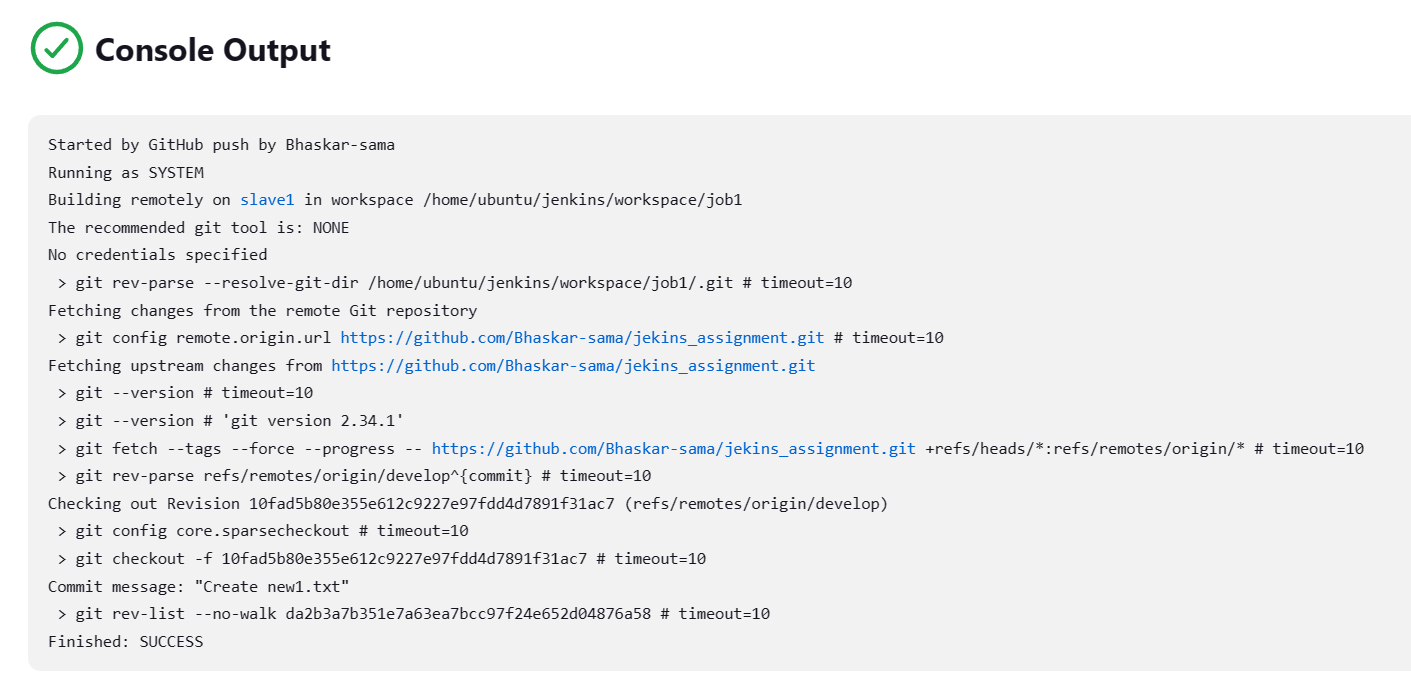 Console Output
Started by GitHub push by Bhaskar-sama
Running as SYSTEM
Building remotely on slave1 in workspace /home/ubuntu/jenkins/workspace/job1
The recommended git tool is: NONE
No credentials specified
> git rev-parse --resolve-git-dir /home/ubuntu/jenkins/workspace/job1/.git # timeout=10
Fetching changes from the remote Git repository
> git config remote.origin.url https://github.com/Bhaskar-sama/jekins_assignment.git # timeout=10
Fetching upstream changes from https://github.com/Bhaskar-sama/jekins_assignment.git
> git --version # timeout=10
> git --version # 'git version 2.34.1'
> git fetch --tags --force --progress -- https://github.com/Bhaskar-sama/jekins_assignment.git +refs/heads/*:refs/remotes/origin/* # timeout=10
> git rev-parse refs/remotes/origin/develop^{commit} # timeout=10
Checking out Revision 10fad5b80e355e612c9227e97fdd4d7891f31ac7 (refs/remotes/origin/develop)
> git config core.sparsecheckout # timeout=10
> git checkout -f 10fad5b80e355e612c9227e97fdd4d7891f31ac7 # timeout=10
Commit message: "Create new1.txt"
> git rev-list --no-walk da2b3a7b351e7a63ea7bcc97f24e652d04876a58 # timeout=10
Finished: SUCCESS